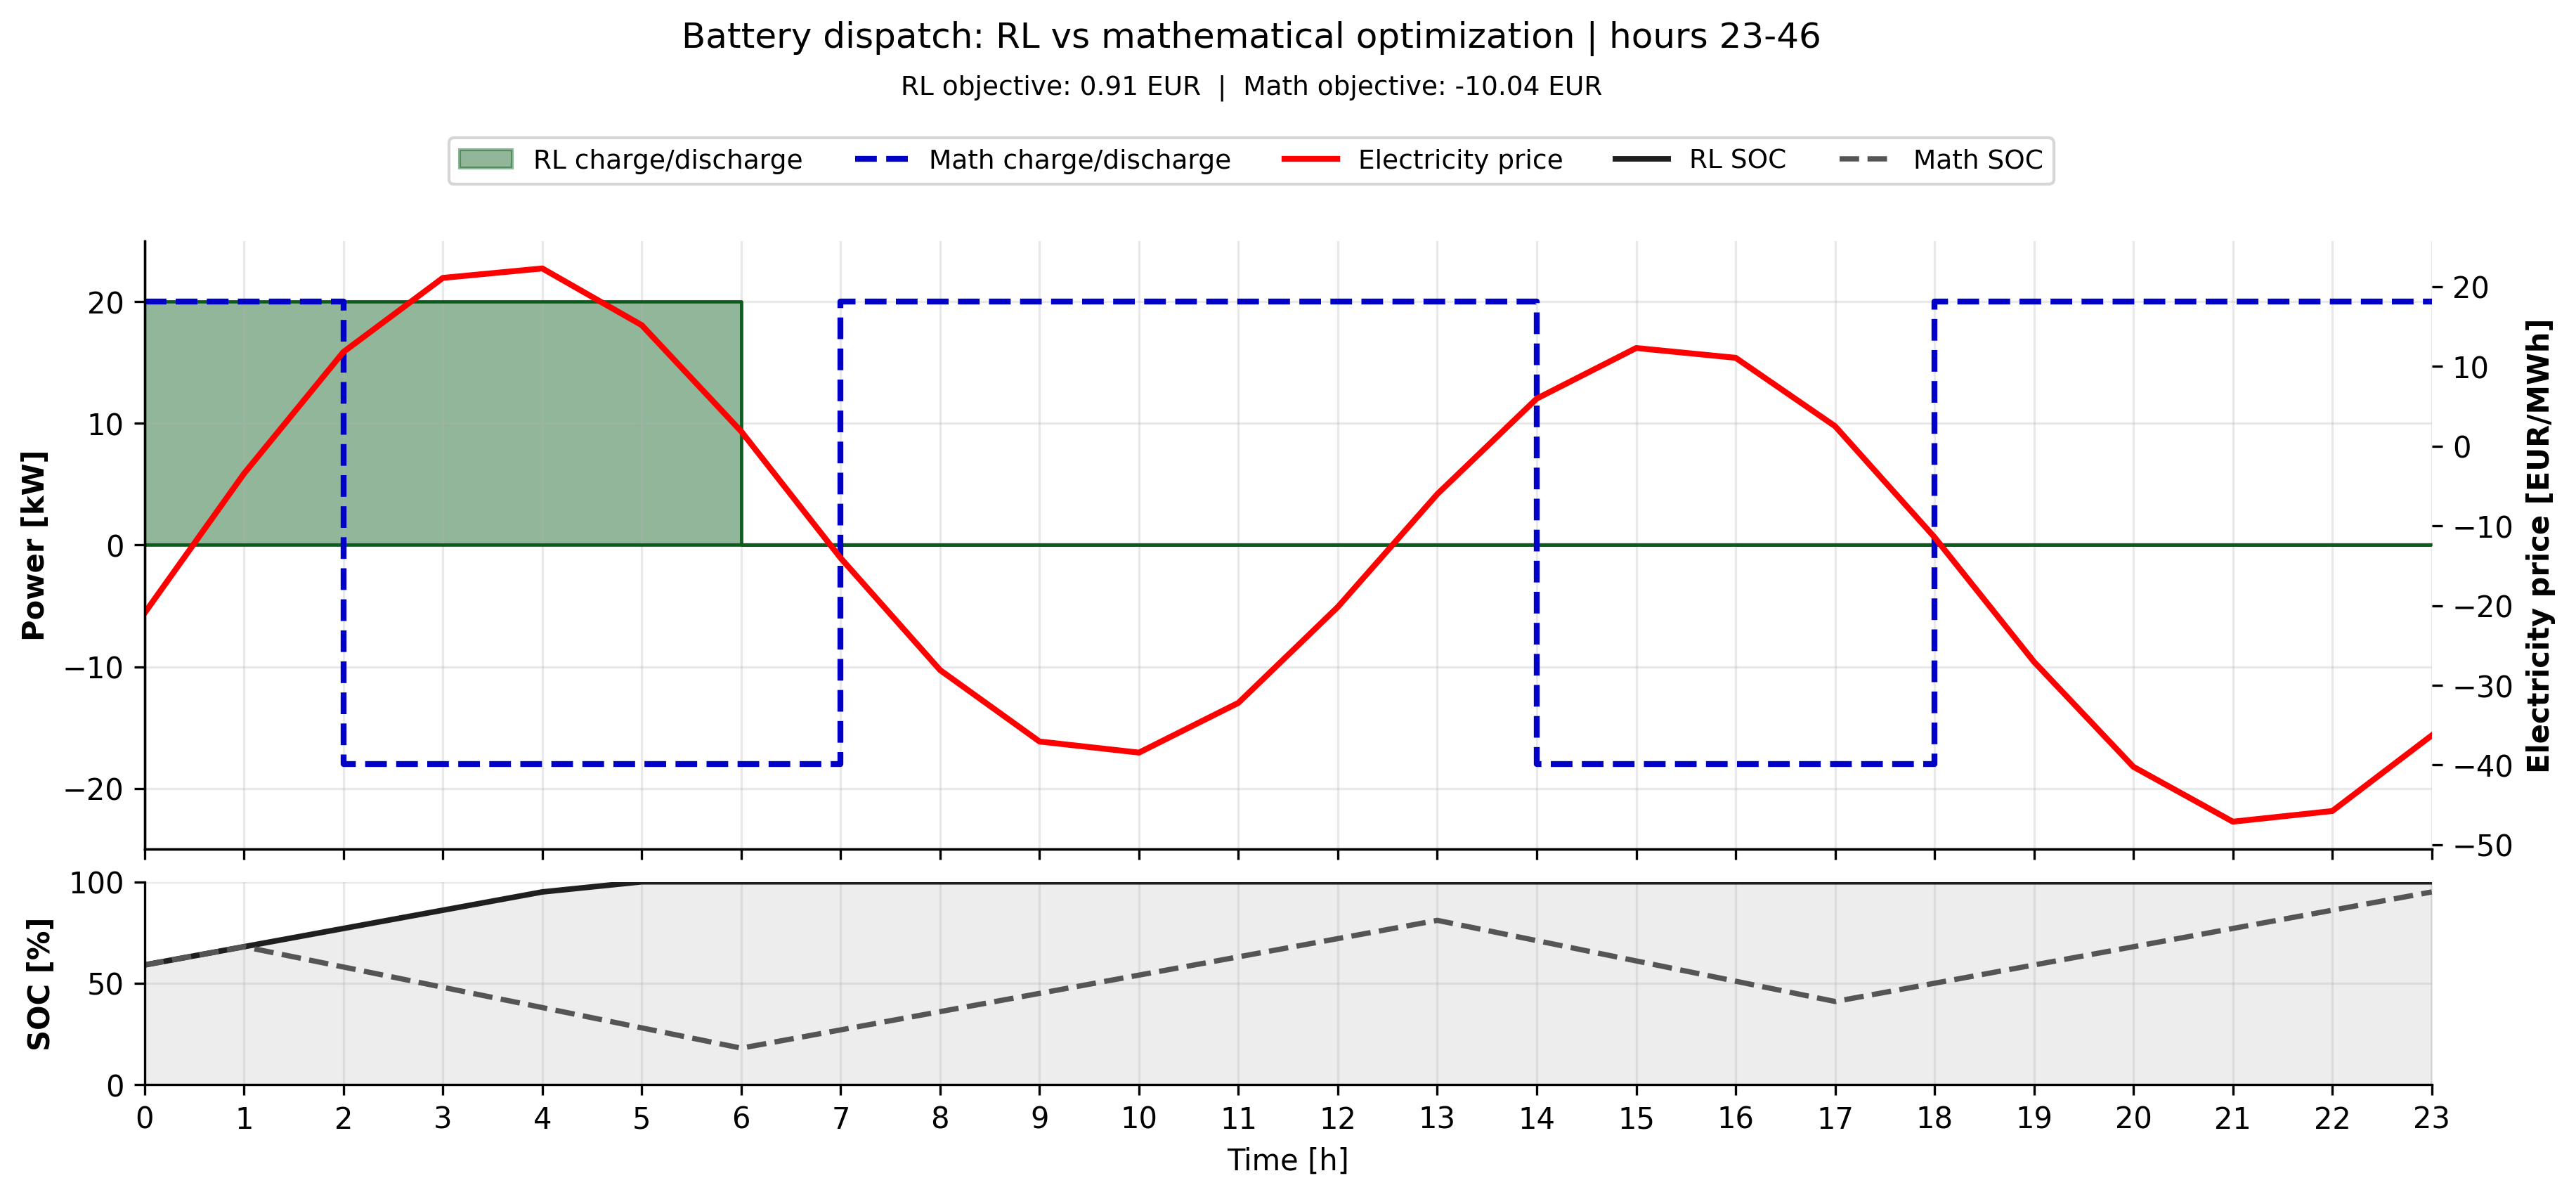 Battery dispatch: RL vs mathematical optimization | hours 23-46
RL objective: 0.91 EUR | Math objective: -10.04 EUR
RL charge/discharge Math charge/discharge Electricity price RL SOC Math SOC
Power [kW]
20
10
0
−10
−20
Electricity price [EUR/MWh]
20
10
0
−10
−20
−30
−40
−50
SOC [%]
100
50
0
0 1 2 3 4 5 6 7 8 9 10 11 12 13 14 15 16 17 18 19 20 21 22 23
Time [h]